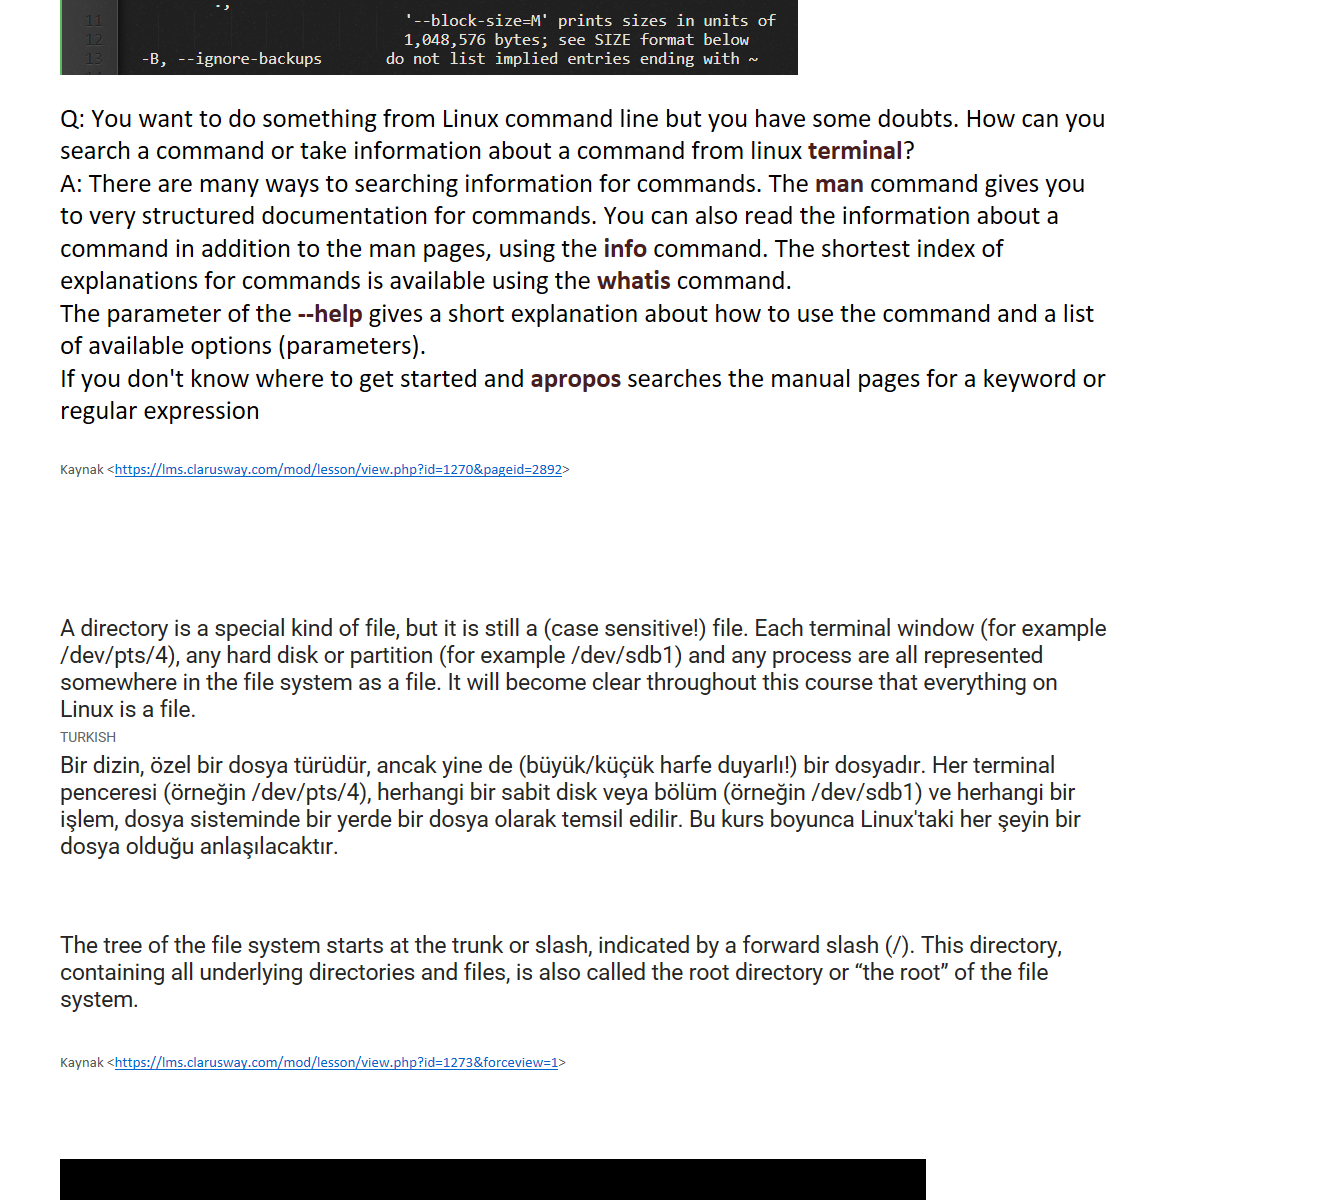 11 '--block-size=M' prints sizes in units of
12 1,048,576 bytes; see SIZE format below
13 -B, --ignore-backups do not list implied entries ending with ~
Q: You want to do something from Linux command line but you have some doubts. How can you
search a command or take information about a command from linux terminal?
A: There are many ways to searching information for commands. The man command gives you
to very structured documentation for commands. You can also read the information about a
command in addition to the man pages, using the info command. The shortest index of
explanations for commands is available using the whatis command.
The parameter of the --help gives a short explanation about how to use the command and a list
of available options (parameters).
If you don't know where to get started and apropos searches the manual pages for a keyword or
regular expression
Kaynak <https://lms.clarusway.com/mod/lesson/view.php?id=1270&pageid=2892>
A directory is a special kind of file, but it is still a (case sensitive!) file. Each terminal window (for example
/dev/pts/4), any hard disk or partition (for example /dev/sdb1) and any process are all represented
somewhere in the file system as a file. It will become clear throughout this course that everything on
Linux is a file.
TURKISH
Bir dizin, özel bir dosya türüdür, ancak yine de (büyük/küçük harfe duyarlı!) bir dosyadır. Her terminal
penceresi (örneğin /dev/pts/4), herhangi bir sabit disk veya bölüm (örneğin /dev/sdb1) ve herhangi bir
işlem, dosya sisteminde bir yerde bir dosya olarak temsil edilir. Bu kurs boyunca Linux'taki her şeyin bir
dosya olduğu anlaşılacaktır.
The tree of the file system starts at the trunk or slash, indicated by a forward slash (/). This directory,
containing all underlying directories and files, is also called the root directory or “the root” of the file
system.
Kaynak <https://lms.clarusway.com/mod/lesson/view.php?id=1273&forceview=1>